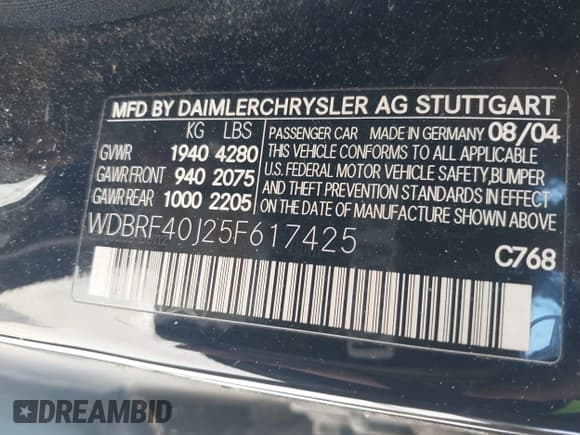 MFD BY DAIMLERCHRYSLER AG STUTTGART
KG LBS
GVWR 1940 4280
GAWR FRONT 940 2075
GAWR REAR 1000 2205
PASSENGER CAR MADE IN GERMANY 08/04
THIS VEHICLE CONFORMS TO ALL APPLICABLE
U.S. FEDERAL MOTOR VEHICLE SAFETY, BUMPER
AND THEFT PREVENTION STANDARDS IN EFFECT
ON THE DATE OF MANUFACTURE SHOWN ABOVE
WDBRF40J25F617425
C768
DREAMBID